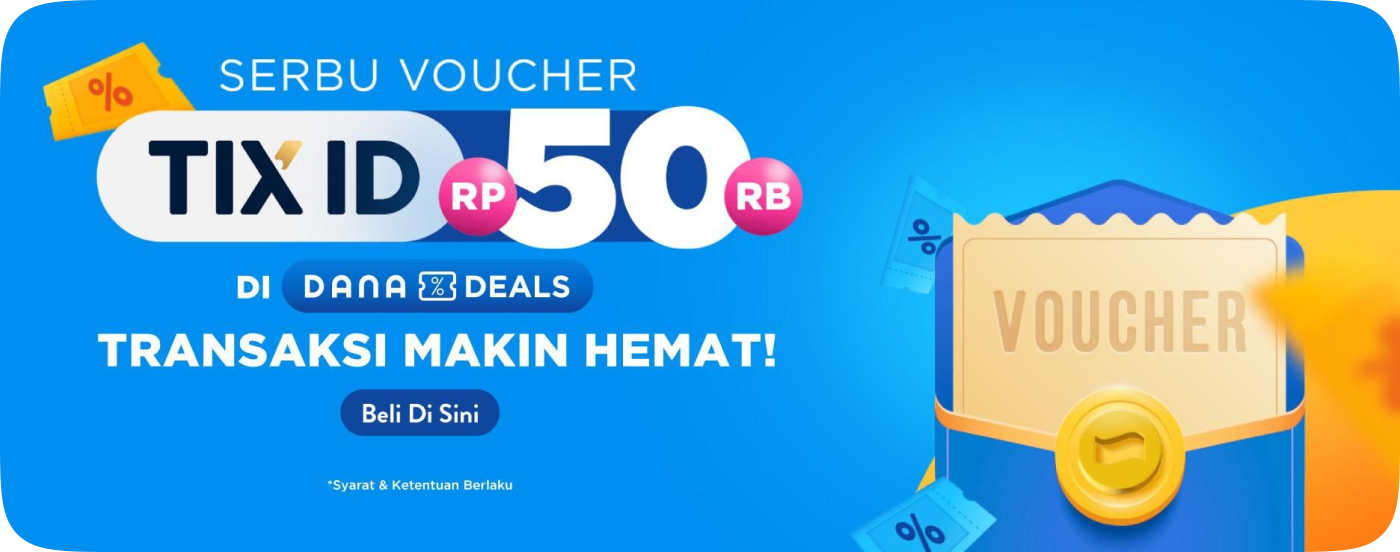 SERBU VOUCHER
TIX ID RP 50 RB
DI DANA % DEALS
TRANSAKSI MAKIN HEMAT!
Beli Di Sini
*Syarat & Ketentuan Berlaku
%
%
VOUCHER
%